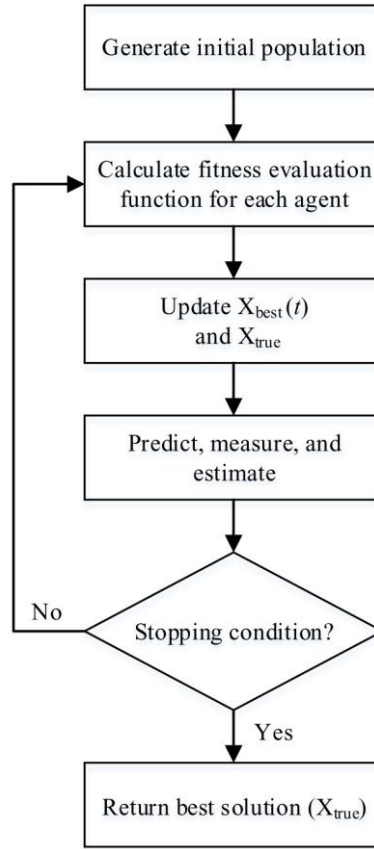 Generate initial population
Calculate fitness evaluation
function for each agent
Update X_best(t)
and X_true
Predict, measure, and
estimate
Stopping condition?
No
Yes
Return best solution (X_true)